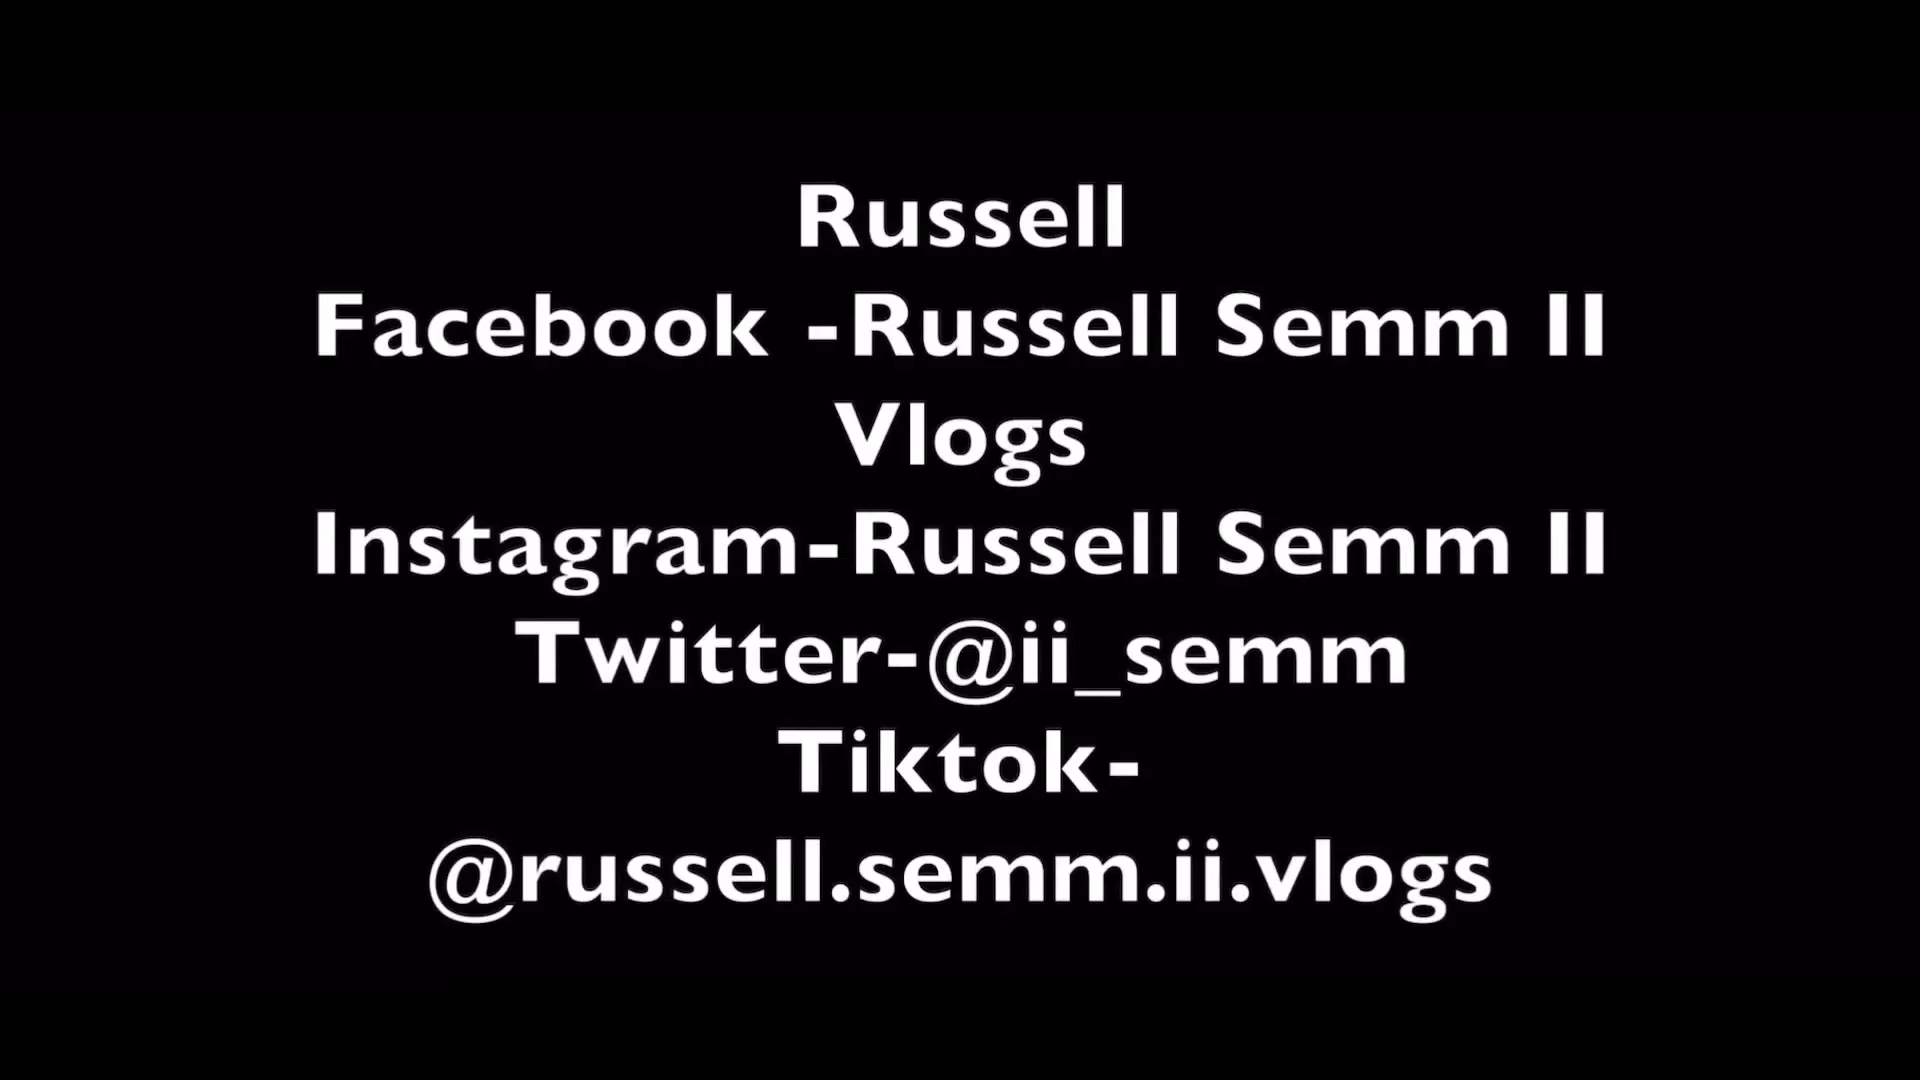 Russell
Facebook -Russell Semm II
Vlogs
Instagram-Russell Semm II
Twitter-@ii_semm
Tiktok-
@russell.semm.ii.vlogs